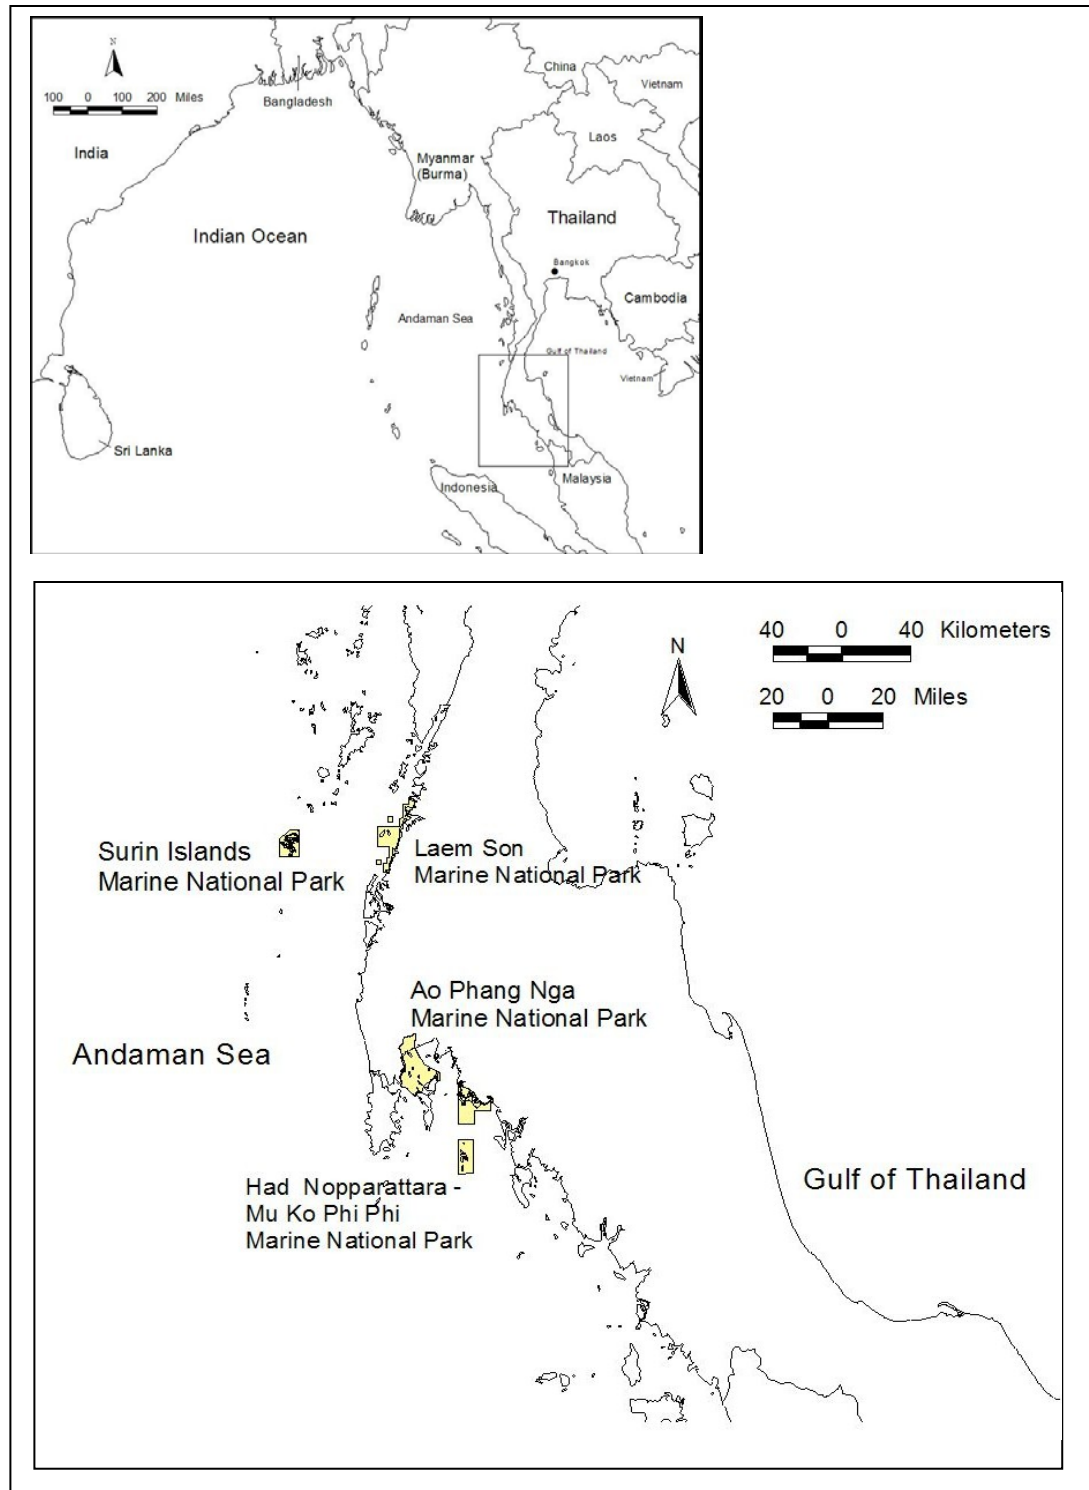 N
100 0 100 200 Miles
China
Vietnam
Bangladesh
Laos
India
Myanmar
(Burma)
Thailand
Indian Ocean
Bangkok
Cambodia
Andaman Sea
Gulf of Thailand
Vietnam
Sri Lanka
Indonesia
Malaysia
40 0 40 Kilometers
N
20 0 20 Miles
Surin Islands
Marine National Park
Laem Son
Marine National Park
Ao Phang Nga
Marine National Park
Andaman Sea
Had Nopparattara -
Mu Ko Phi Phi
Marine National Park
Gulf of Thailand